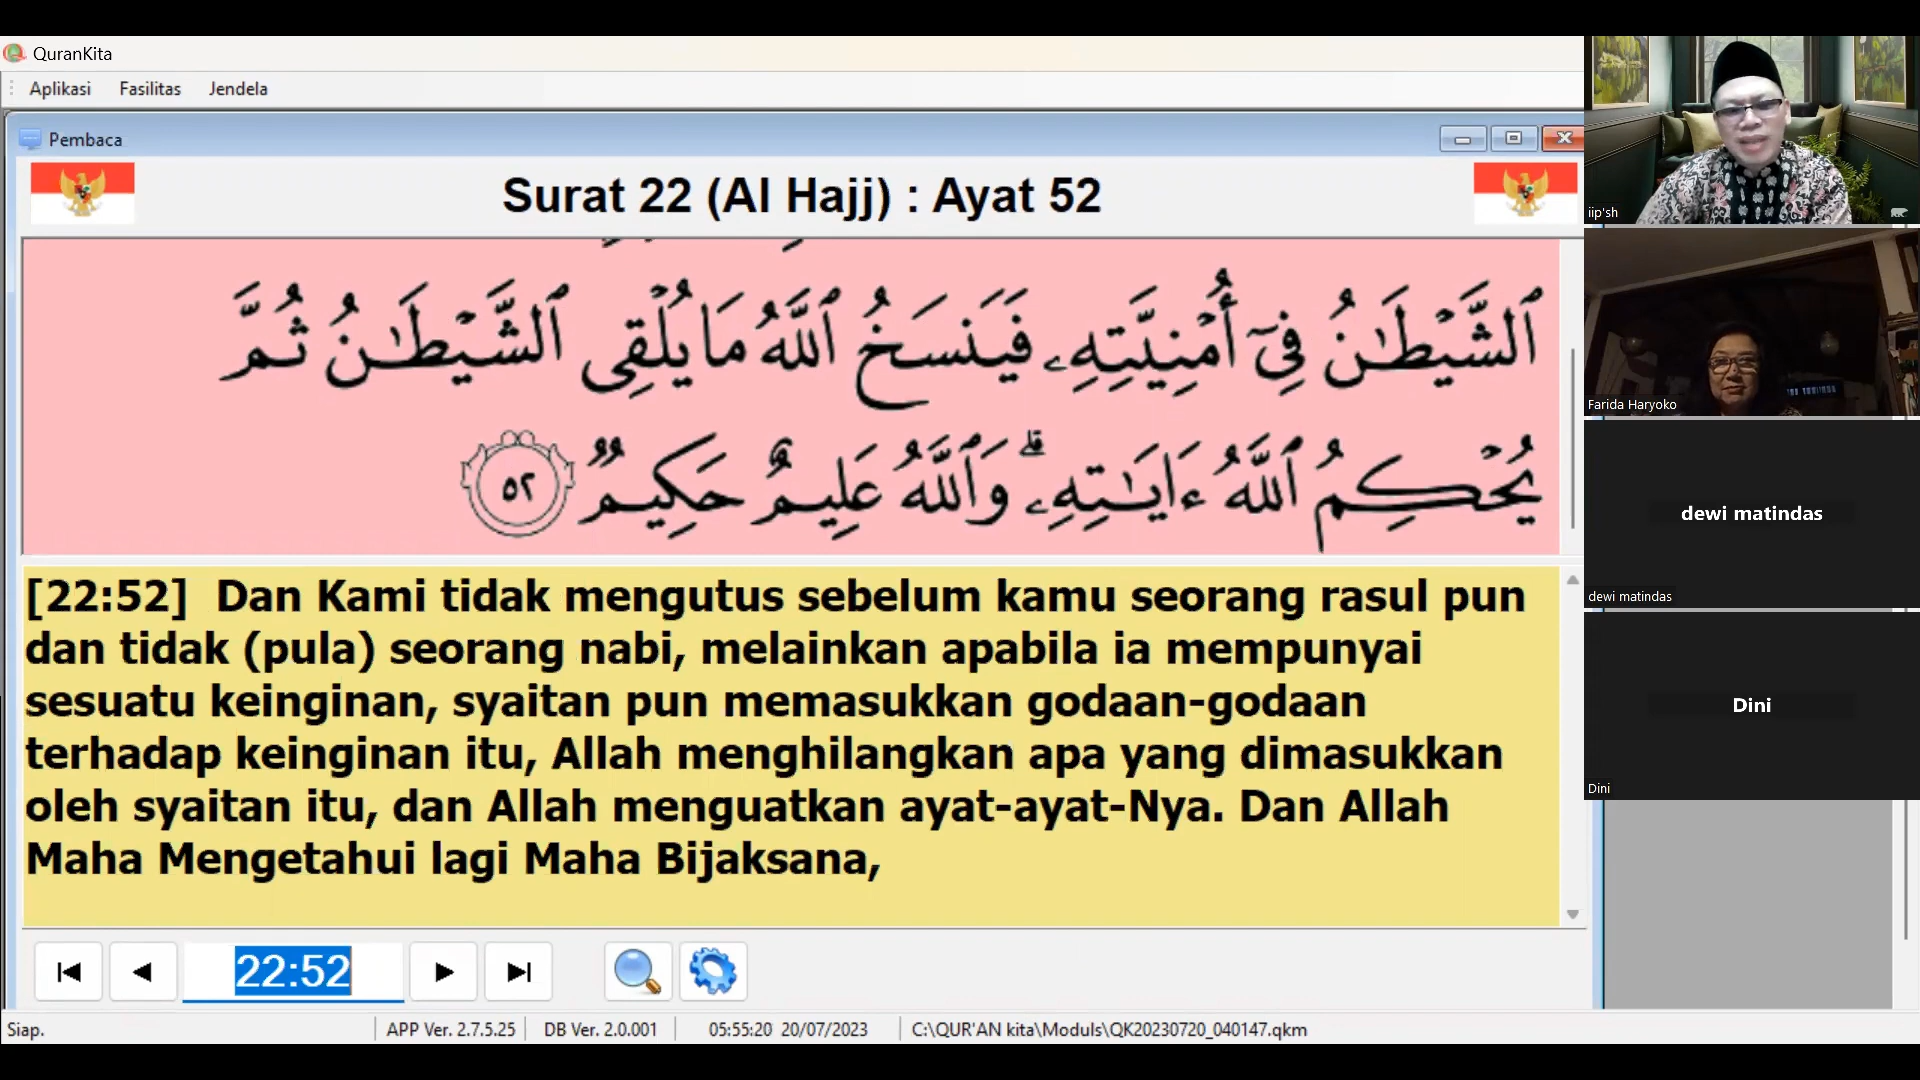 QuranKita
Aplikasi Fasilitas Jendela
Pembaca
Surat 22 (Al Hajj) : Ayat 52
ٱلشَّيْطَـٰنُ فِىٓ أُمْنِيَّتِهِۦ فَيَنسَخُ ٱللَّهُ مَا يُلْقِى ٱلشَّيْطَـٰنُ ثُمَّ
يُحْكِمُ ٱللَّهُ ءَايَـٰتِهِۦ ۗ وَٱللَّهُ عَلِيمٌ حَكِيمٌ ٥٢
[22:52] Dan Kami tidak mengutus sebelum kamu seorang rasul pun
dan tidak (pula) seorang nabi, melainkan apabila ia mempunyai
sesuatu keinginan, syaitan pun memasukkan godaan-godaan
terhadap keinginan itu, Allah menghilangkan apa yang dimasukkan
oleh syaitan itu, dan Allah menguatkan ayat-ayat-Nya. Dan Allah
Maha Mengetahui lagi Maha Bijaksana,
22:52
Siap. APP Ver. 2.7.5.25 DB Ver. 2.0.001 05:55:20 20/07/2023 C:\QUR'AN kita\Moduls\QK20230720_040147.qkm
iip'sh
Farida Haryoko
dewi matindas
dewi matindas
Dini
Dini